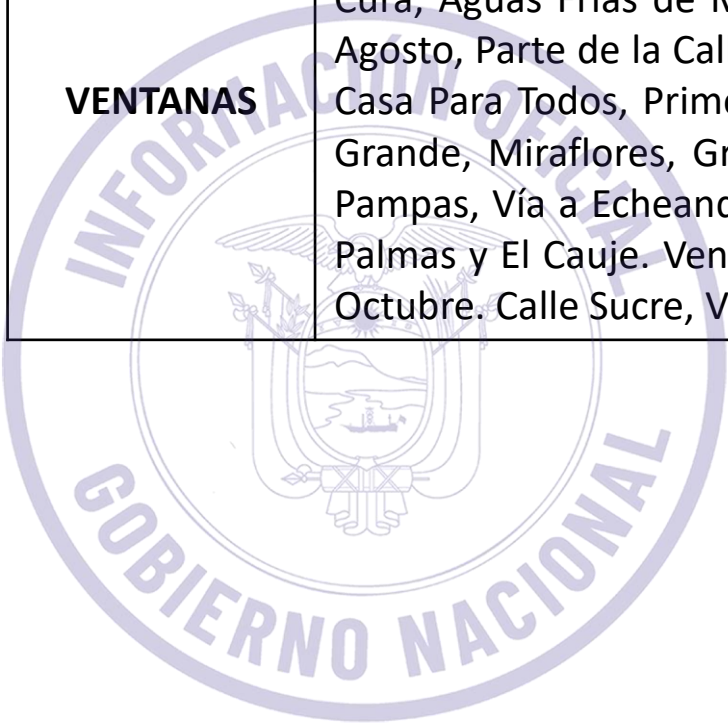 Cura, Aguas Frías de
Agosto, Parte de la Cal
VENTANAS
Casa Para Todos, Prim
Grande, Miraflores, G
Pampas, Vía a Echean
Palmas y El Cauje. Ven
Octubre. Calle Sucre, V
INFORMACIÓN OFICIAL
GOBIERNO NACIONAL